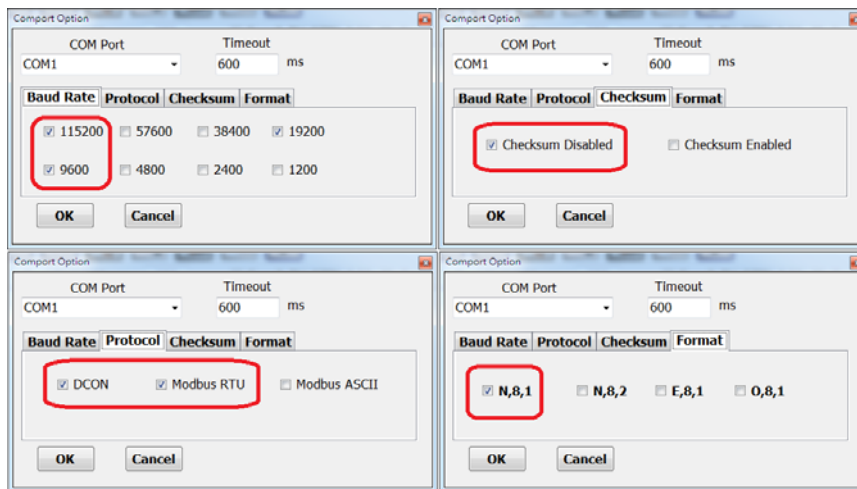 Comport Option
COM Port Timeout
COM1 600 ms
Baud Rate Protocol Checksum Format
115200 57600 38400 19200
9600 4800 2400 1200
OK Cancel
Comport Option
COM Port Timeout
COM1 600 ms
Baud Rate Protocol Checksum Format
Checksum Disabled Checksum Enabled
OK Cancel
Comport Option
COM Port Timeout
COM1 600 ms
Baud Rate Protocol Checksum Format
DCON Modbus RTU Modbus ASCII
OK Cancel
Comport Option
COM Port Timeout
COM1 600 ms
Baud Rate Protocol Checksum Format
N,8,1 N,8,2 E,8,1 O,8,1
OK Cancel